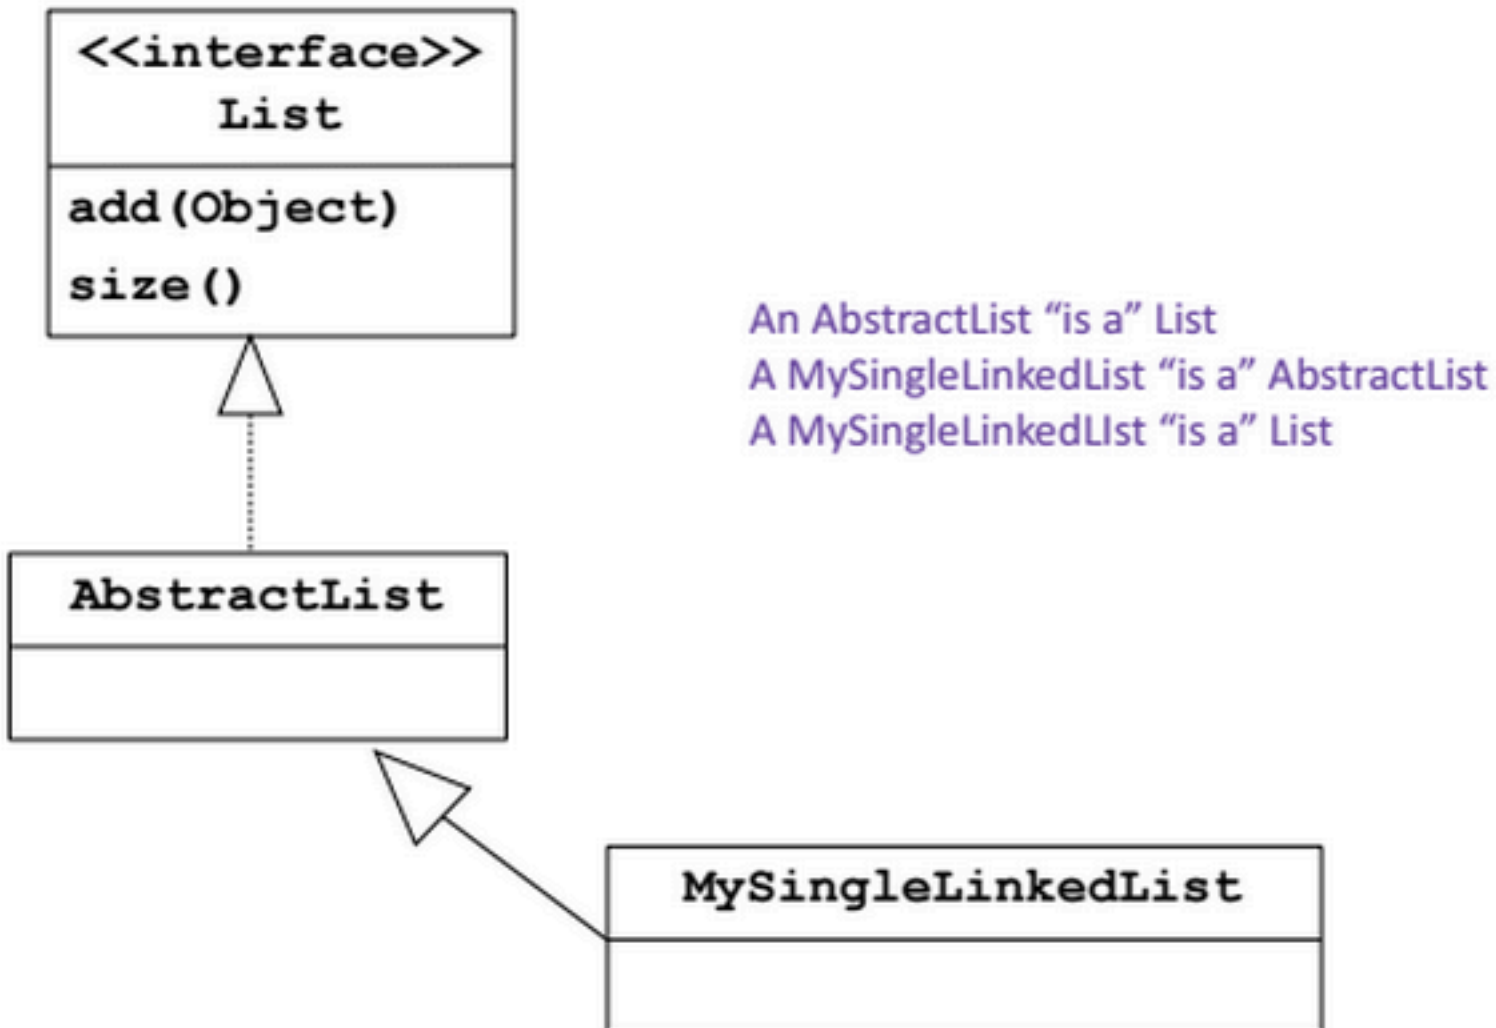 <<interface>>
List
add(Object)
size()
An AbstractList “is a” List
A MySingleLinkedList “is a” AbstractList
A MySingleLinkedLIst “is a” List
AbstractList
MySingleLinkedList